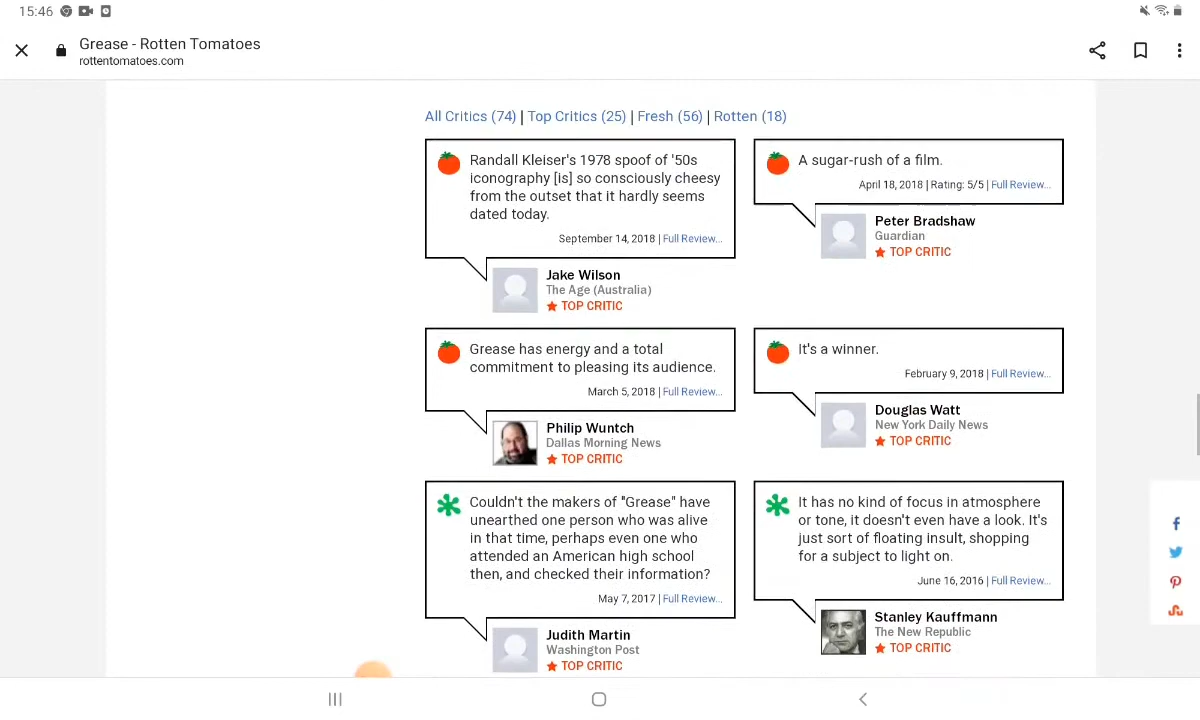 15:46
Grease - Rotten Tomatoes
rottentomatoes.com
All Critics (74) | Top Critics (25) | Fresh (56) | Rotten (18)
Randall Kleiser's 1978 spoof of '50s
iconography [is] so consciously cheesy
from the outset that it hardly seems
dated today.
September 14, 2018 | Full Review...
Jake Wilson
The Age (Australia)
TOP CRITIC
A sugar-rush of a film.
April 18, 2018 | Rating: 5/5 | Full Review...
Peter Bradshaw
Guardian
TOP CRITIC
Grease has energy and a total
commitment to pleasing its audience.
March 5, 2018 | Full Review...
Philip Wuntch
Dallas Morning News
TOP CRITIC
It's a winner.
February 9, 2018 | Full Review...
Douglas Watt
New York Daily News
TOP CRITIC
Couldn't the makers of "Grease" have
unearthed one person who was alive
in that time, perhaps even one who
attended an American high school
then, and checked their information?
May 7, 2017 | Full Review...
Judith Martin
Washington Post
TOP CRITIC
It has no kind of focus in atmosphere
or tone, it doesn't even have a look. It's
just sort of floating insult, shopping
for a subject to light on.
June 16, 2016 | Full Review...
Stanley Kauffmann
The New Republic
TOP CRITIC